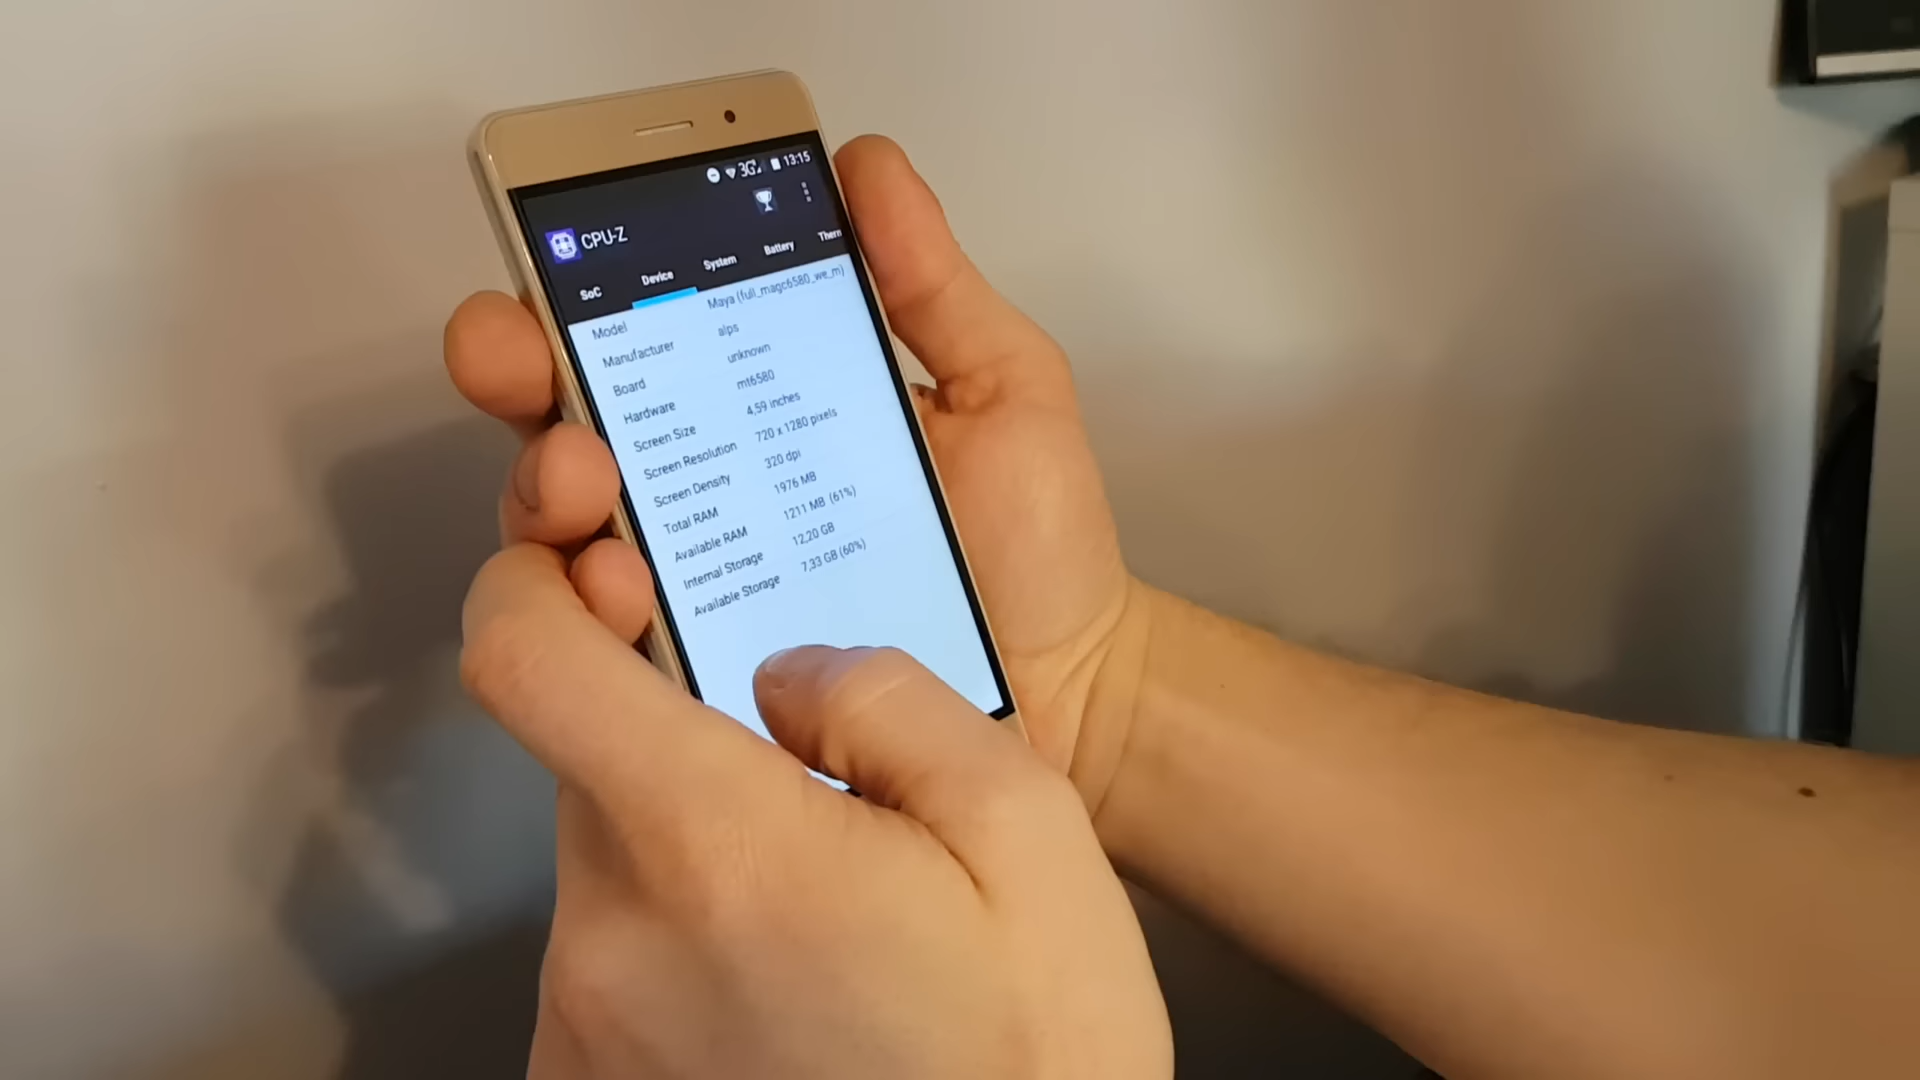 3G 13:15
CPU-Z
SoC Device System Battery Therm
Model Maya (full_magc6580_we_m)
Manufacturer alps
Board unknown
Hardware mt6580
Screen Size 4,59 inches
Screen Resolution 720 x 1280 pixels
Screen Density 320 dpi
Total RAM 1976 MB
Available RAM 1211 MB (61%)
Internal Storage 12,20 GB
Available Storage 7,33 GB (60%)